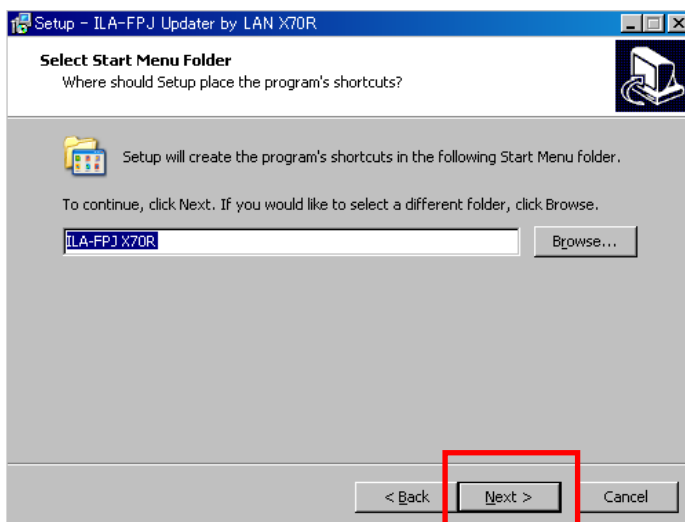 Setup - ILA-FPJ Updater by LAN X70R
Select Start Menu Folder
Where should Setup place the program's shortcuts?
Setup will create the program's shortcuts in the following Start Menu folder.
To continue, click Next. If you would like to select a different folder, click Browse.
ILA-FPJ X70R
Browse...
< Back
Next >
Cancel